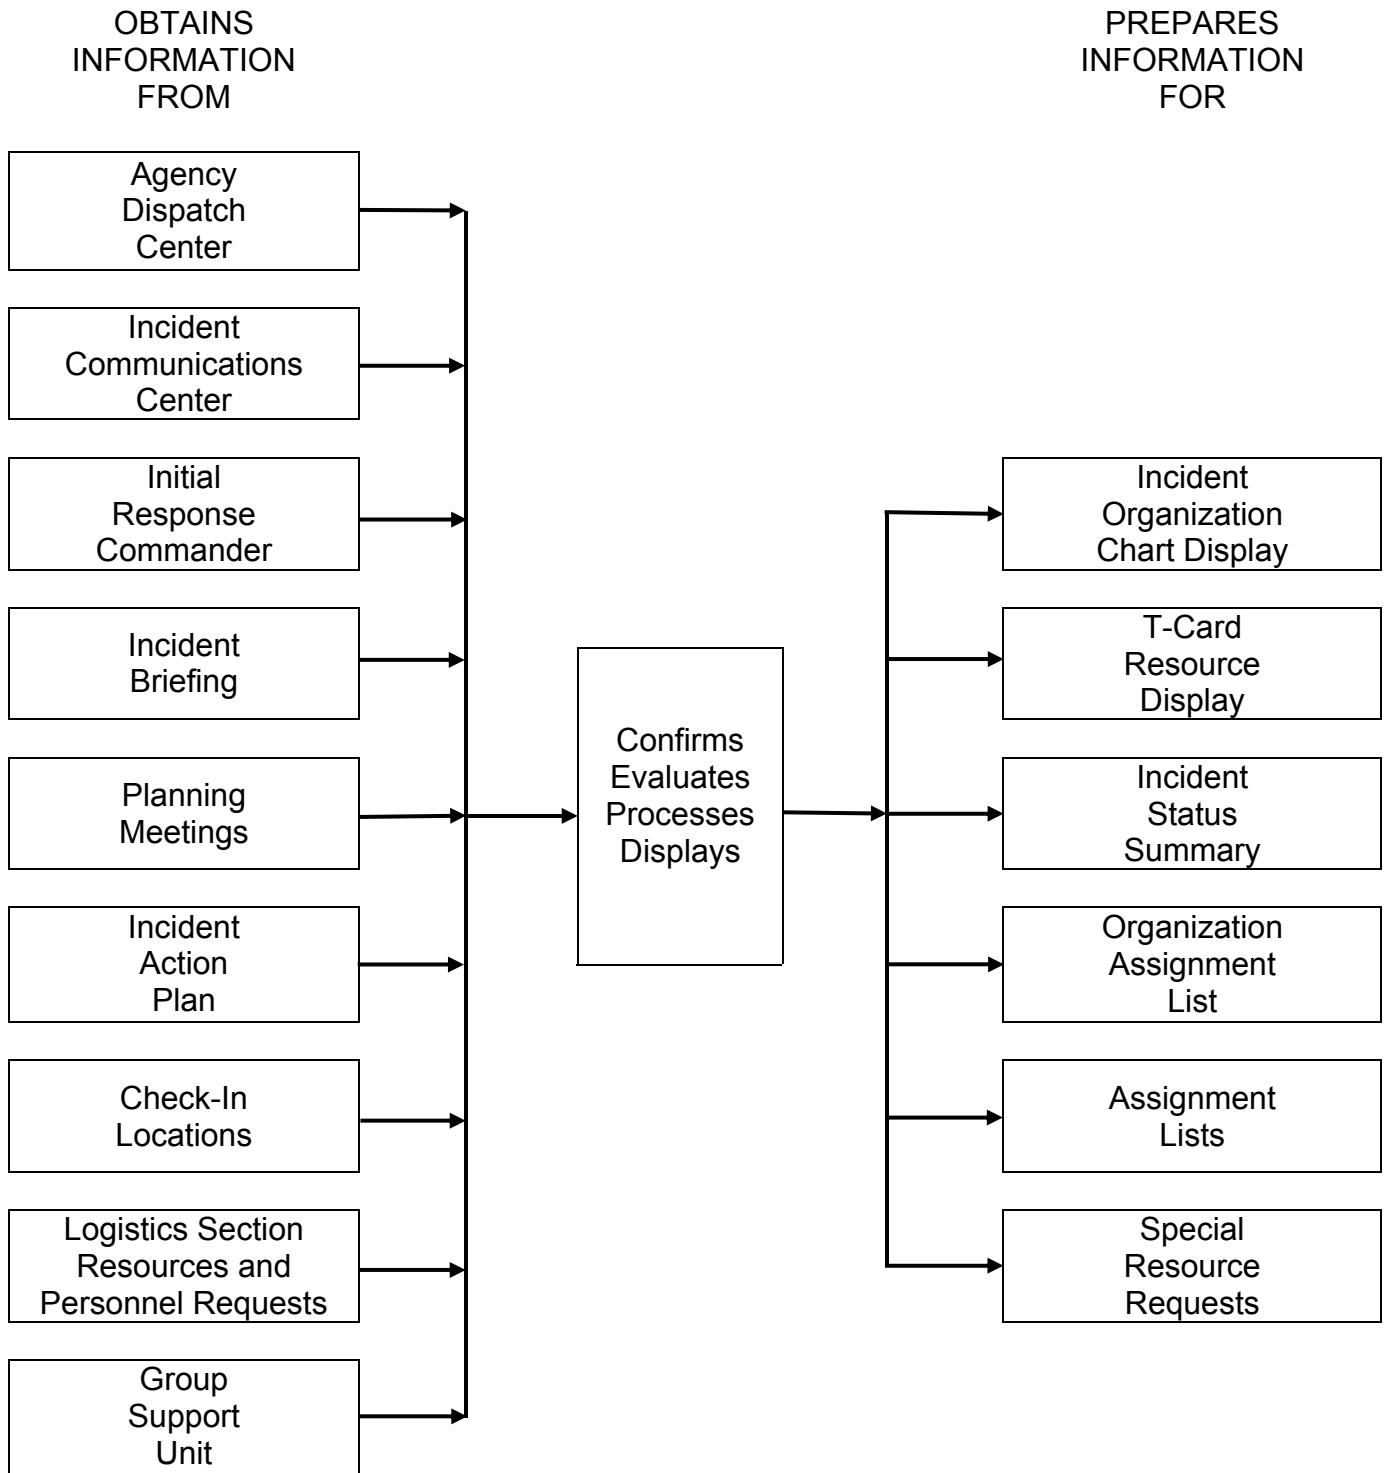 OBTAINS
INFORMATION
FROM
PREPARES
INFORMATION
FOR
Agency
Dispatch
Center
Incident
Communications
Center
Initial
Response
Commander
Incident
Briefing
Planning
Meetings
Incident
Action
Plan
Check-In
Locations
Logistics Section
Resources and
Personnel Requests
Group
Support
Unit
Confirms
Evaluates
Processes
Displays
Incident
Organization
Chart Display
T-Card
Resource
Display
Incident
Status
Summary
Organization
Assignment
List
Assignment
Lists
Special
Resource
Requests